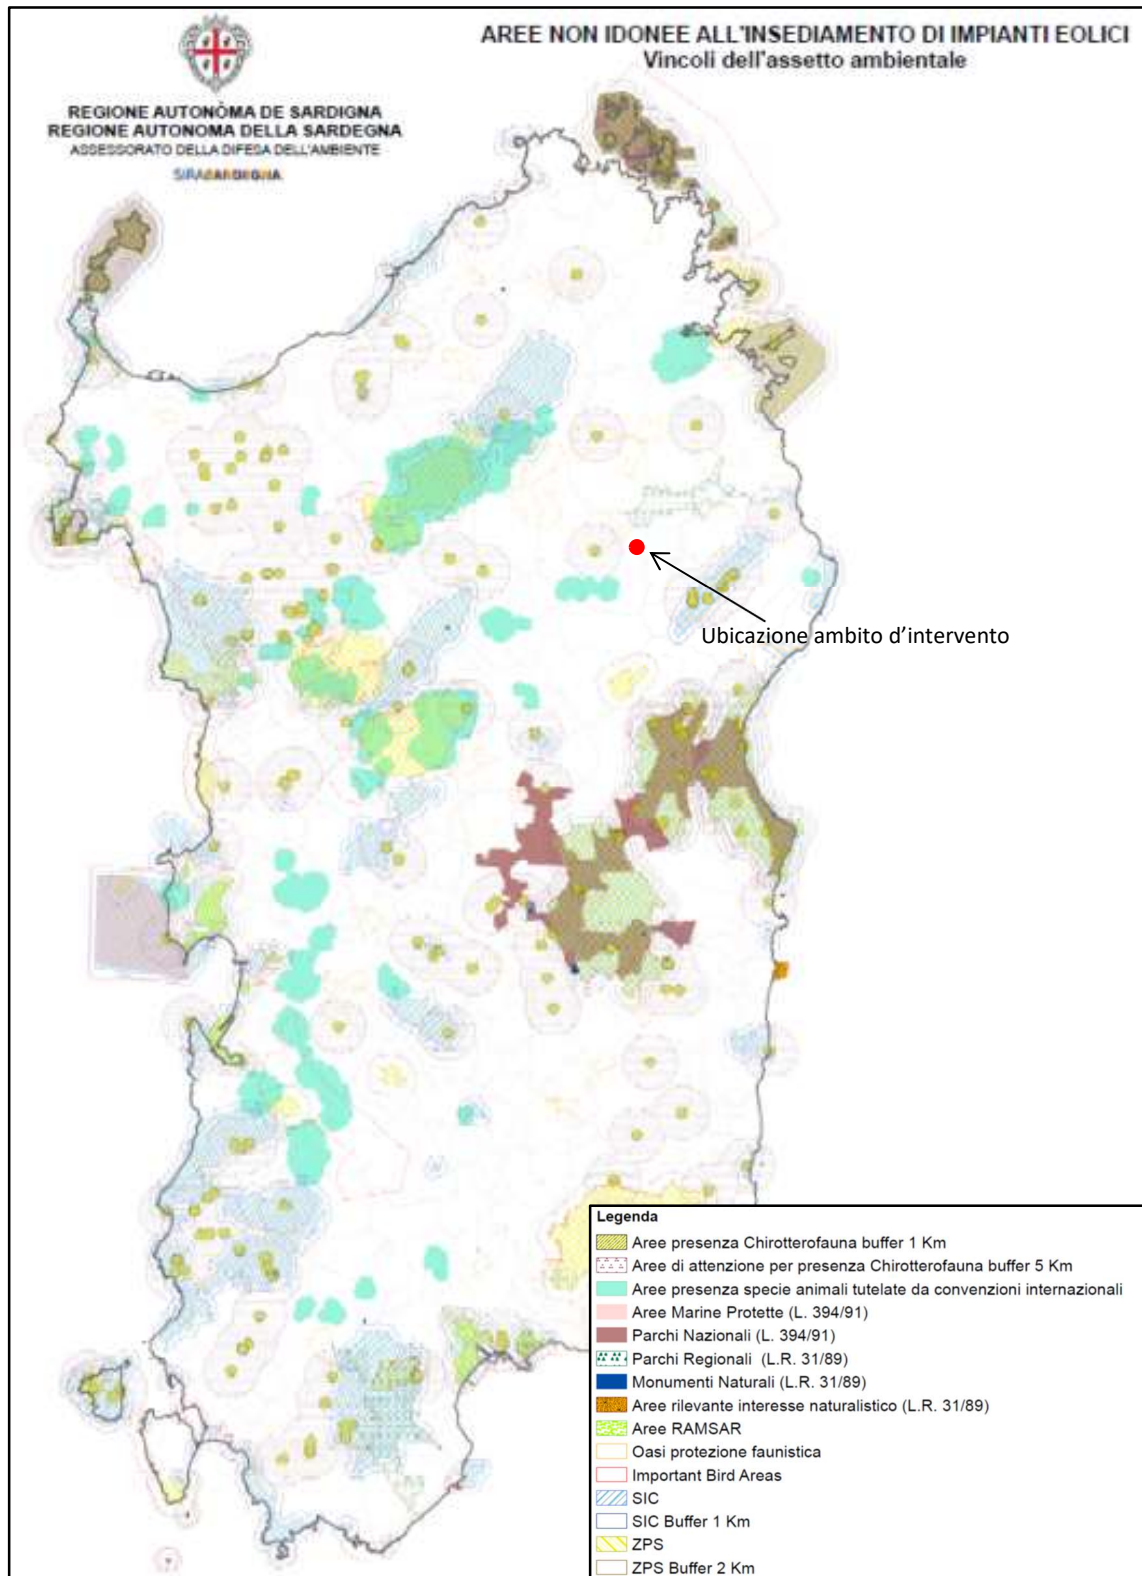 AREE NON IDONEE ALL'INSEDIAMENTO DI IMPIANTI EOLICI
Vincoli dell'assetto ambientale
REGIONE AUTONÒMA DE SARDIGNA
REGIONE AUTONOMA DELLA SARDEGNA
ASSESSORATO DELLA DIFESA DELL'AMBIENTE
SIRASARDEGNA
Ubicazione ambito d'intervento
Legenda
Aree presenza Chirotterofauna buffer 1 Km
Aree di attenzione per presenza Chirotterofauna buffer 5 Km
Aree presenza specie animali tutelate da convenzioni internazionali
Aree Marine Protette (L. 394/91)
Parchi Nazionali (L. 394/91)
Parchi Regionali (L.R. 31/89)
Monumenti Naturali (L.R. 31/89)
Aree rilevante interesse naturalistico (L.R. 31/89)
Aree RAMSAR
Oasi protezione faunistica
Important Bird Areas
SIC
SIC Buffer 1 Km
ZPS
ZPS Buffer 2 Km